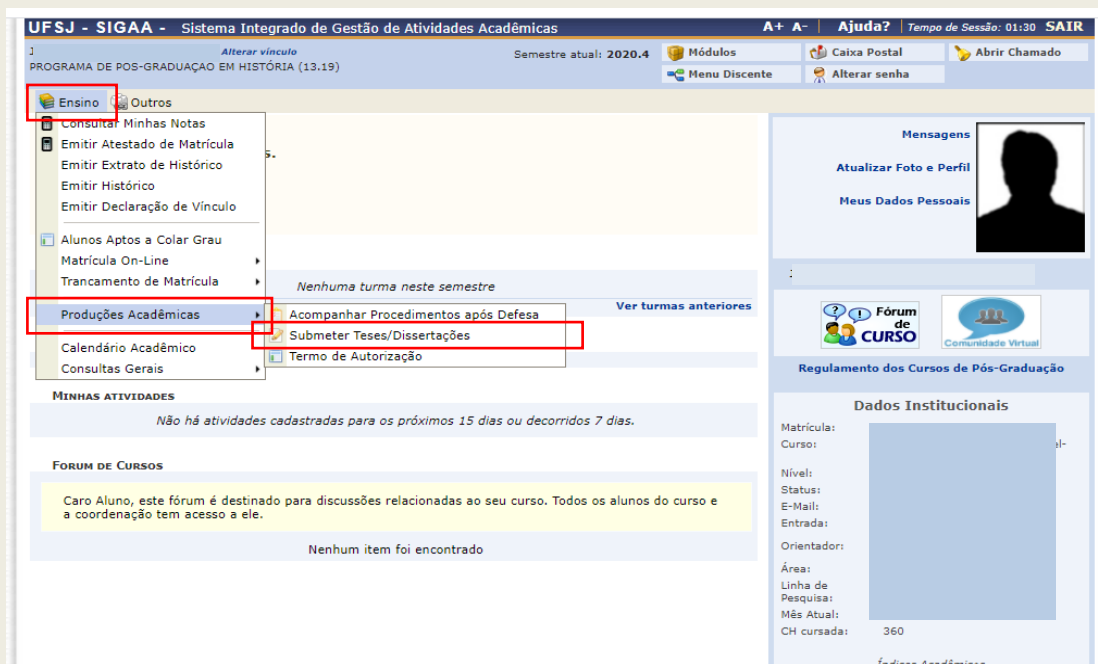 UFSJ - SIGAA - Sistema Integrado de Gestão de Atividades Acadêmicas
A+ A- | Ajuda? | Tempo de Sessão: 01:30 SAIR
Alterar vínculo
PROGRAMA DE POS-GRADUAÇAO EM HISTÓRIA (13.19)
Semestre atual: 2020.4
Módulos
Caixa Postal
Abrir Chamado
Menu Discente
Alterar senha
Ensino
Outros
Consultar Minhas Notas
Emitir Atestado de Matrícula
Emitir Extrato de Histórico
Emitir Histórico
Emitir Declaração de Vínculo
Alunos Aptos a Colar Grau
Matrícula On-Line
Trancamento de Matrícula
Produções Acadêmicas
Calendário Acadêmico
Consultas Gerais
s.
Nenhuma turma neste semestre
Ver turmas anteriores
Acompanhar Procedimentos após Defesa
Submeter Teses/Dissertações
Termo de Autorização
MINHAS ATIVIDADES
Não há atividades cadastradas para os próximos 15 dias ou decorridos 7 dias.
FORUM DE CURSOS
Caro Aluno, este fórum é destinado para discussões relacionadas ao seu curso. Todos os alunos do curso e
a coordenação tem acesso a ele.
Nenhum item foi encontrado
Mensagens
Atualizar Foto e Perfil
Meus Dados Pessoais
Fórum
de
CURSO
Comunidade Virtual
Regulamento dos Cursos de Pós-Graduação
Dados Institucionais
Matrícula:
Curso:
el-
Nível:
Status:
E-Mail:
Entrada:
Orientador:
Área:
Linha de
Pesquisa:
Mês Atual:
CH cursada: 360
Índices Acadêmicos